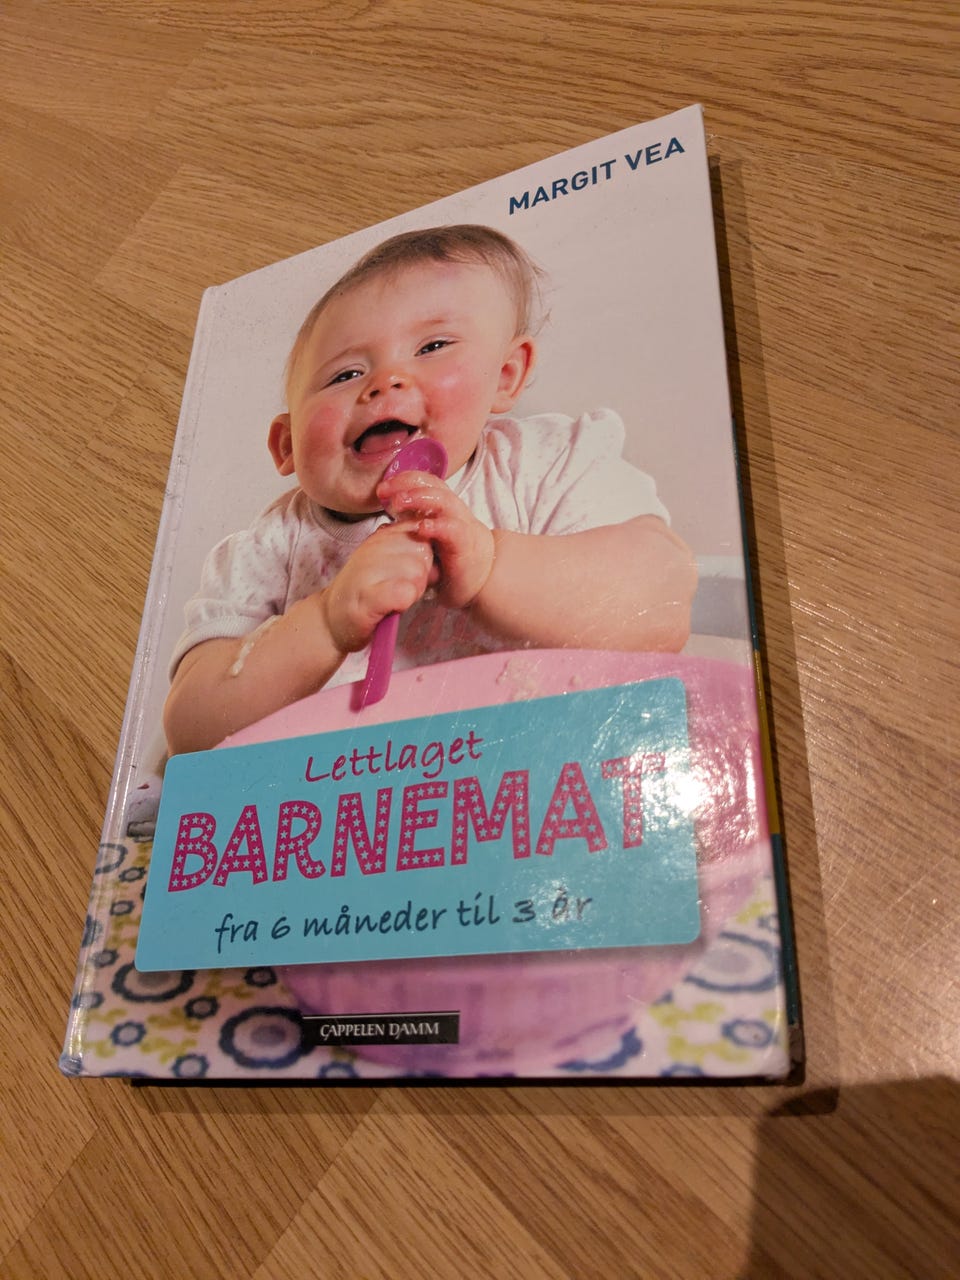 MARGIT VEA
Lettlaget
BARNEMAT
fra 6 måneder til 3 år
CAPPELEN DAMM